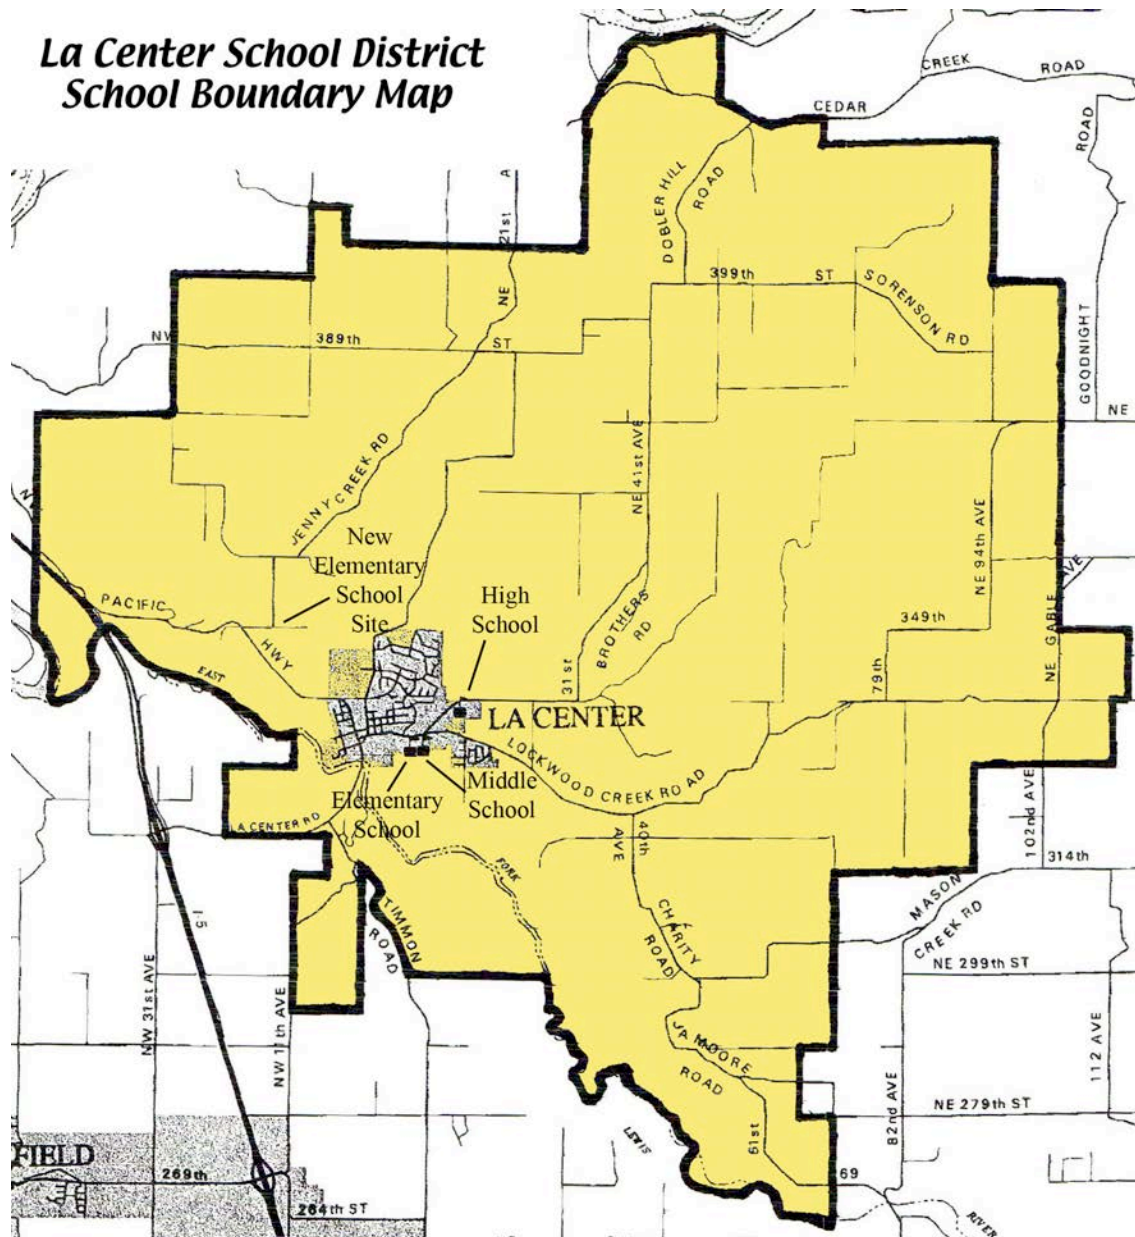 La Center School District
School Boundary Map
CREEK ROAD
CEDAR
ROAD
GOODNIGHT
DOBLER HILL
ROAD
NE 21st A
399th ST
SORENSON RD
NW
389th ST
NE
JENNY CREEK RD
NE 41st AVE
NE 94th AVE
AVE
NE GABLE
New
Elementary
School
Site
High
School
PACIFIC
HWY
EAST
BROTHERS
RD
31st
349th
79th
LA CENTER
LOCKWOOD CREEK ROAD
Middle
School
Elementary
School
LA CENTER RD
40th
AVE
102nd AVE
314th
FORK
MASON
CREEK RD
CHARITY
ROAD
TIMMON
ROAD
I-5
NW 31st AVE
NW 11th AVE
NE 299th ST
112 AVE
JA MOORE
ROAD
82nd AVE
NE 279th ST
LEWIS
61st
69
FIELD
269th
264th ST
RIVER